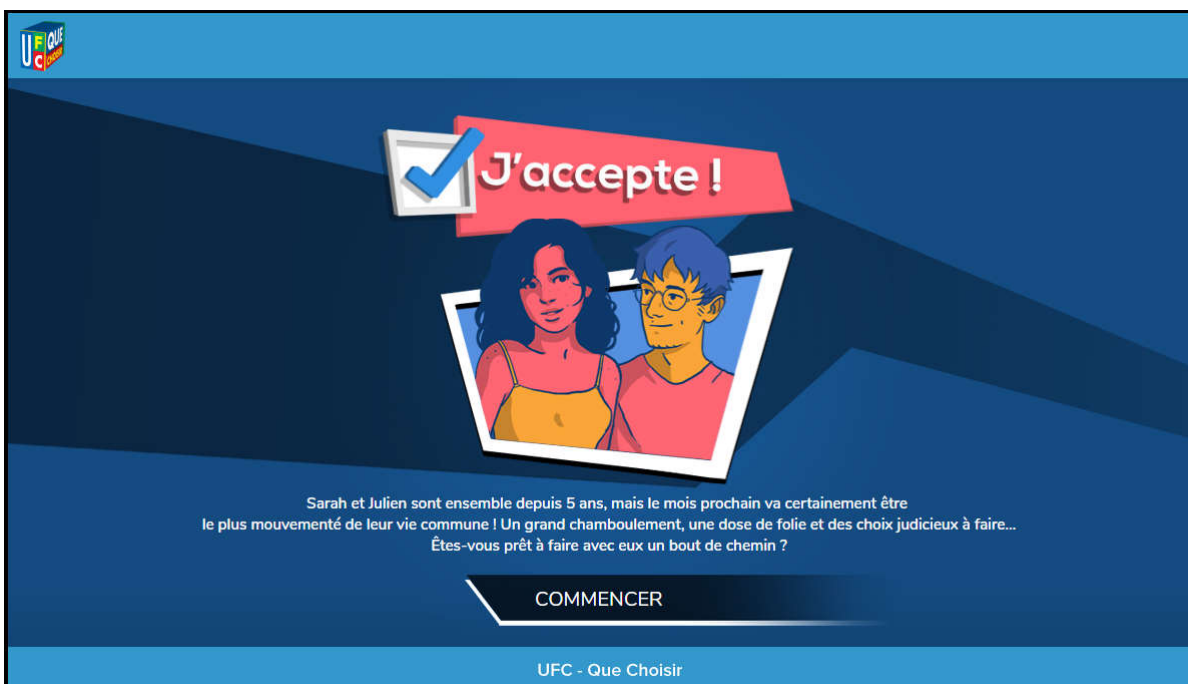 UFC QUE CHOISIR
J'accepte !
Sarah et Julien sont ensemble depuis 5 ans, mais le mois prochain va certainement être
le plus mouvementé de leur vie commune ! Un grand chamboulement, une dose de folie et des choix judicieux à faire...
Êtes-vous prêt à faire avec eux un bout de chemin ?
COMMENCER
UFC - Que Choisir